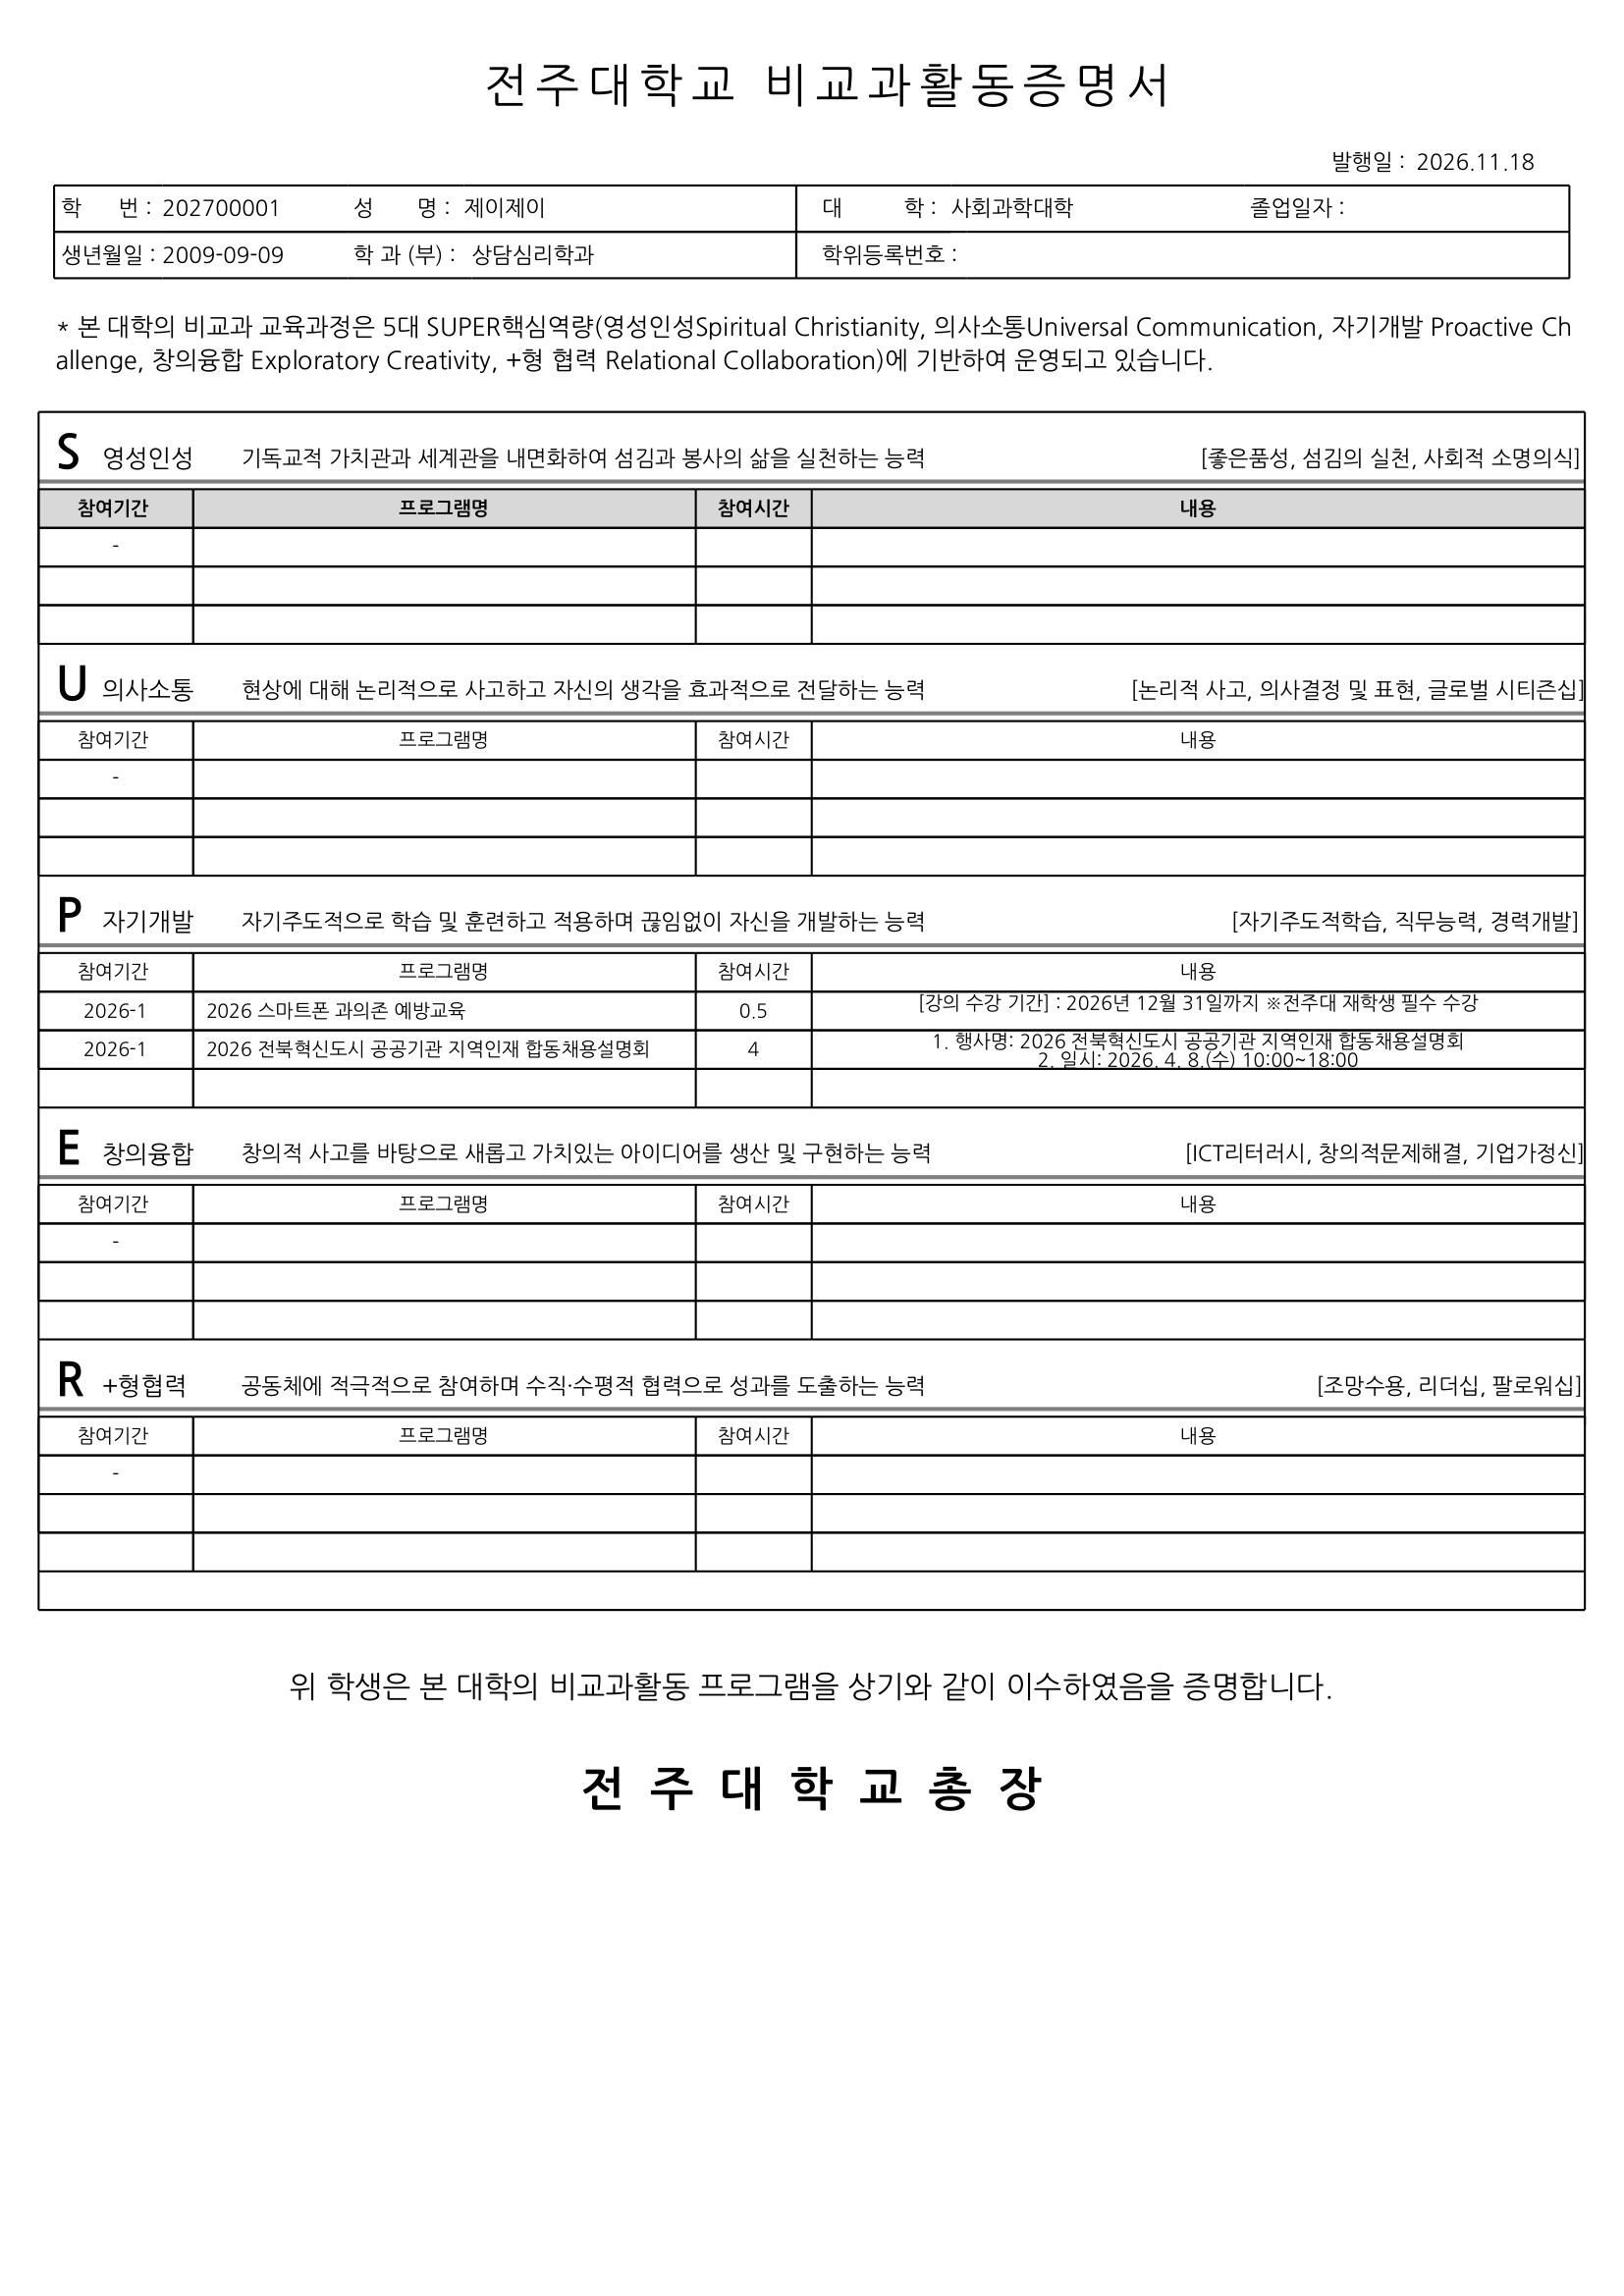 전주대학교 비교과활동증명서
발행일 : 2026.11.18
학 번 : 202700001 성 명 : 제이제이 대 학 : 사회과학대학 졸업일자 :
생년월일 : 2009-09-09 학 과 (부) : 상담심리학과 학위등록번호 :
* 본 대학의 비교과 교육과정은 5대 SUPER핵심역량(영성인성Spiritual Christianity, 의사소통Universal Communication, 자기개발 Proactive Ch
allenge, 창의융합 Exploratory Creativity, +형 협력 Relational Collaboration)에 기반하여 운영되고 있습니다.
S 영성인성 기독교적 가치관과 세계관을 내면화하여 섬김과 봉사의 삶을 실천하는 능력 [좋은품성, 섬김의 실천, 사회적 소명의식]
참여기간 프로그램명 참여시간 내용
-
U 의사소통 현상에 대해 논리적으로 사고하고 자신의 생각을 효과적으로 전달하는 능력 [논리적 사고, 의사결정 및 표현, 글로벌 시티즌십]
참여기간 프로그램명 참여시간 내용
-
P 자기개발 자기주도적으로 학습 및 훈련하고 적용하며 끊임없이 자신을 개발하는 능력 [자기주도적학습, 직무능력, 경력개발]
참여기간 프로그램명 참여시간 내용
2026-1 2026 스마트폰 과의존 예방교육 0.5 [강의 수강 기간] : 2026년 12월 31일까지 ※전주대 재학생 필수 수강
2026-1 2026 전북혁신도시 공공기관 지역인재 합동채용설명회 4 1. 행사명: 2026 전북혁신도시 공공기관 지역인재 합동채용설명회
2. 일시: 2026. 4. 8.(수) 10:00~18:00
E 창의융합 창의적 사고를 바탕으로 새롭고 가치있는 아이디어를 생산 및 구현하는 능력 [ICT리터러시, 창의적문제해결, 기업가정신]
참여기간 프로그램명 참여시간 내용
-
R +형협력 공동체에 적극적으로 참여하며 수직·수평적 협력으로 성과를 도출하는 능력 [조망수용, 리더십, 팔로워십]
참여기간 프로그램명 참여시간 내용
-
위 학생은 본 대학의 비교과활동 프로그램을 상기와 같이 이수하였음을 증명합니다.
전 주 대 학 교 총 장